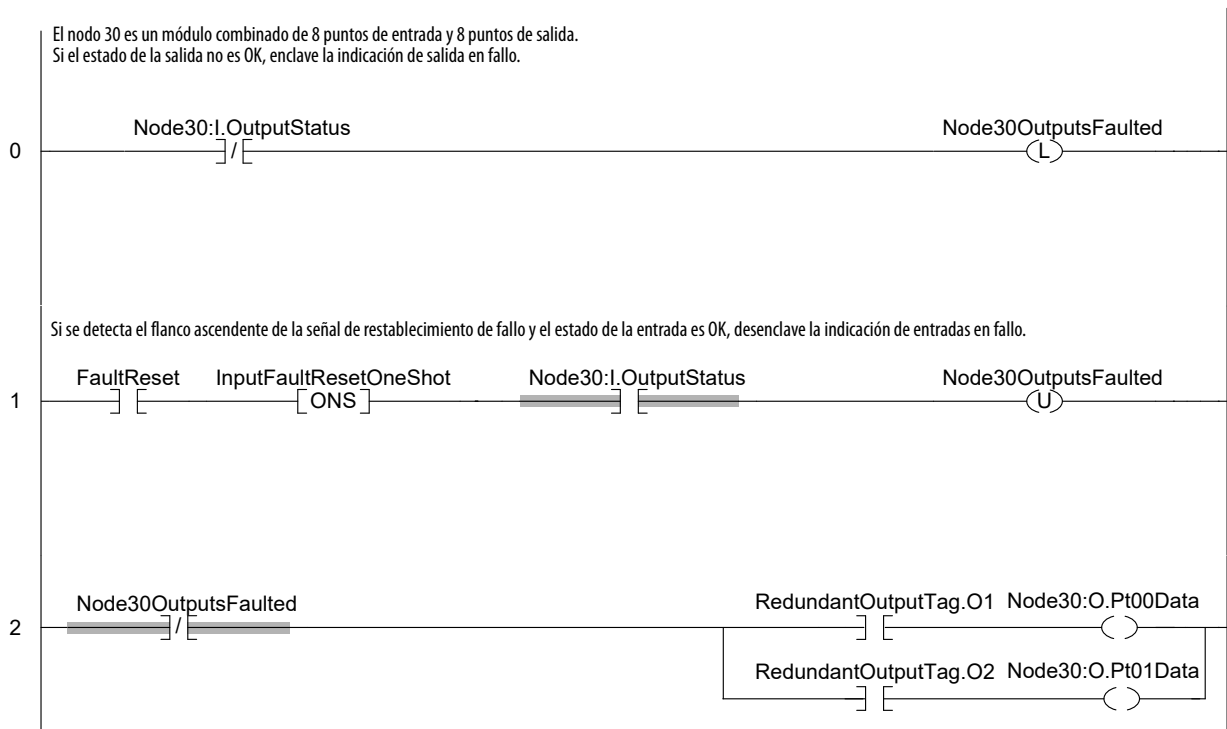 El nodo 30 es un módulo combinado de 8 puntos de entrada y 8 puntos de salida.
Si el estado de la salida no es OK, enclave la indicación de salida en fallo.
Node30:I.OutputStatus Node30OutputsFaulted
0 / L
Si se detecta el flanco ascendente de la señal de restablecimiento de fallo y el estado de la entrada es OK, desenclave la indicación de entradas en fallo.
FaultReset InputFaultResetOneShot Node30:I.OutputStatus Node30OutputsFaulted
1 ONS U
Node30OutputsFaulted RedundantOutputTag.O1 Node30:O.Pt00Data
2 /
RedundantOutputTag.O2 Node30:O.Pt01Data